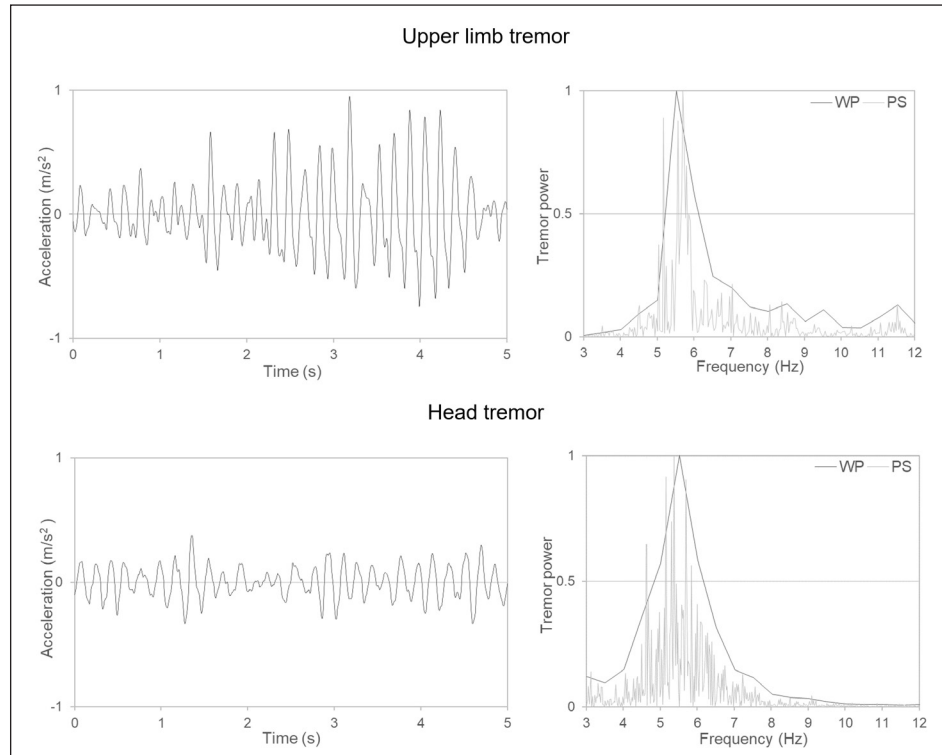 Upper limb tremor
1
0
-1
Acceleration (m/s²)
0 1 2 3 4 5
Time (s)
WP PS
1
0.5
0
Tremor power
3 4 5 6 7 8 9 10 11 12
Frequency (Hz)
Head tremor
1
0
-1
Acceleration (m/s²)
0 1 2 3 4 5
Time (s)
WP PS
1
0.5
0
Tremor power
3 4 5 6 7 8 9 10 11 12
Frequency (Hz)